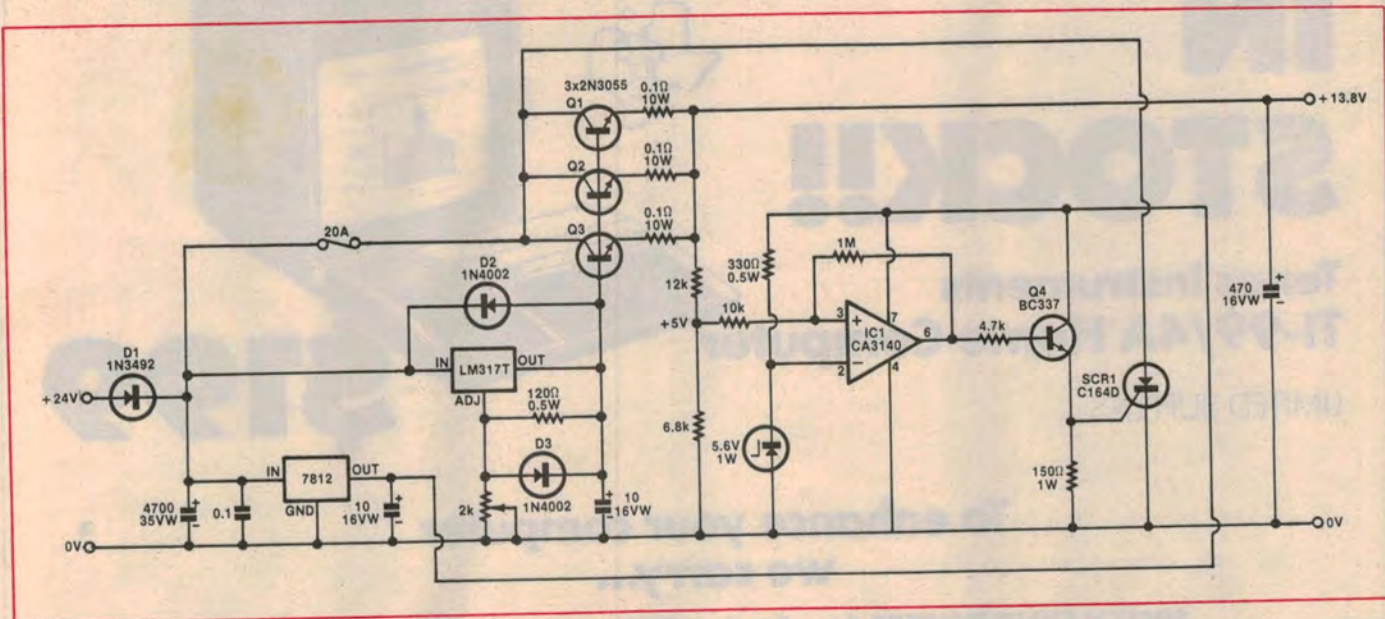 3x2N3055
0.1Ω
10W
Q1
+13.8V
0.1Ω
10W
Q2
0.1Ω
10W
Q3
20A
D2
1N4002
12k
330Ω
0.5W
1M
470
16VW
+5V
10k
3
+
7
IC1
CA3140
6
4.7k
Q4
BC337
2
−
4
D1
1N3492
+24V
IN
LM317T
OUT
ADJ
120Ω
0.5W
SCR1
C164D
6.8k
5.6V
1W
D3
1N4002
150Ω
1W
IN
7812
OUT
GND
4700
35VW
0.1
10
16VW
2k
10
16VW
0V
0V